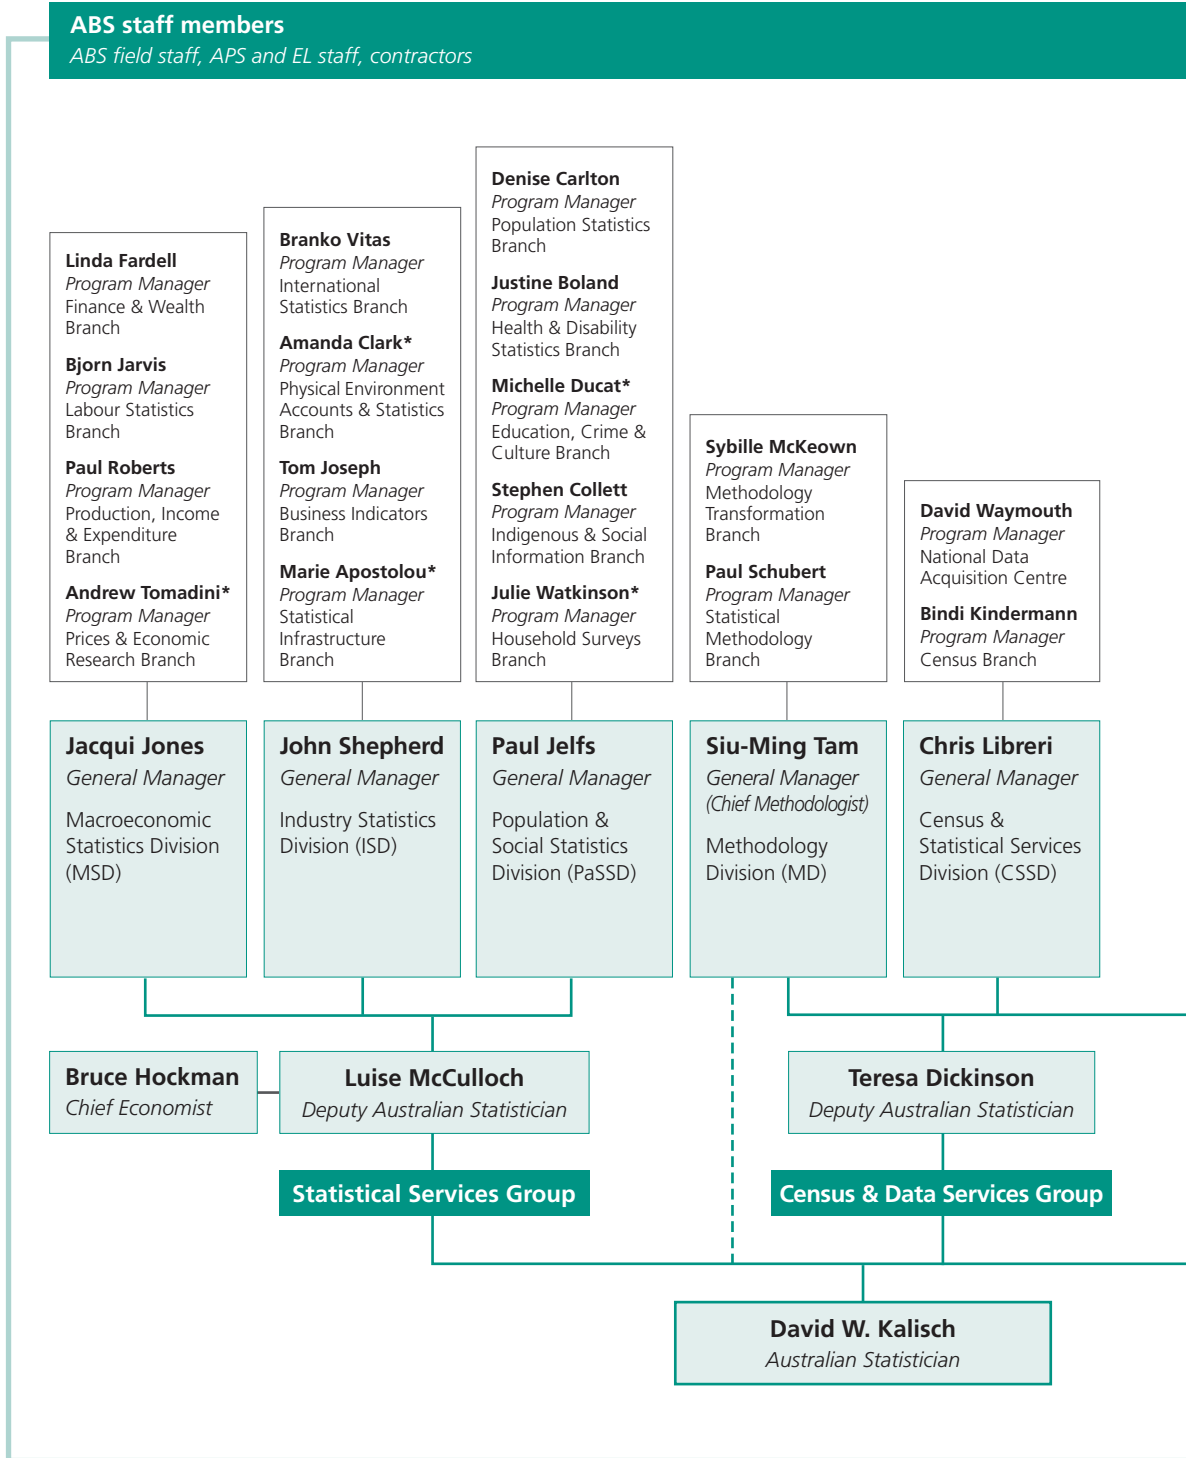 ABS staff members
ABS field staff, APS and EL staff, contractors
Linda Fardell
Program Manager
Finance & Wealth
Branch
Bjorn Jarvis
Program Manager
Labour Statistics
Branch
Paul Roberts
Program Manager
Production, Income
& Expenditure
Branch
Andrew Tomadini*
Program Manager
Prices & Economic
Research Branch
Branko Vitas
Program Manager
International
Statistics Branch
Amanda Clark*
Program Manager
Physical Environment
Accounts & Statistics
Branch
Tom Joseph
Program Manager
Business Indicators
Branch
Marie Apostolou*
Program Manager
Statistical
Infrastructure
Branch
Denise Carlton
Program Manager
Population Statistics
Branch
Justine Boland
Program Manager
Health & Disability
Statistics Branch
Michelle Ducat*
Program Manager
Education, Crime &
Culture Branch
Stephen Collett
Program Manager
Indigenous & Social
Information Branch
Julie Watkinson*
Program Manager
Household Surveys
Branch
Sybille McKeown
Program Manager
Methodology
Transformation
Branch
Paul Schubert
Program Manager
Statistical
Methodology
Branch
David Waymouth
Program Manager
National Data
Acquisition Centre
Bindi Kindermann
Program Manager
Census Branch
Jacqui Jones
General Manager
Macroeconomic
Statistics Division
(MSD)
John Shepherd
General Manager
Industry Statistics
Division (ISD)
Paul Jelfs
General Manager
Population &
Social Statistics
Division (PaSSD)
Siu-Ming Tam
General Manager
(Chief Methodologist)
Methodology
Division (MD)
Chris Libreri
General Manager
Census &
Statistical Services
Division (CSSD)
Bruce Hockman
Chief Economist
Luise McCulloch
Deputy Australian Statistician
Teresa Dickinson
Deputy Australian Statistician
Statistical Services Group
Census & Data Services Group
David W. Kalisch
Australian Statistician